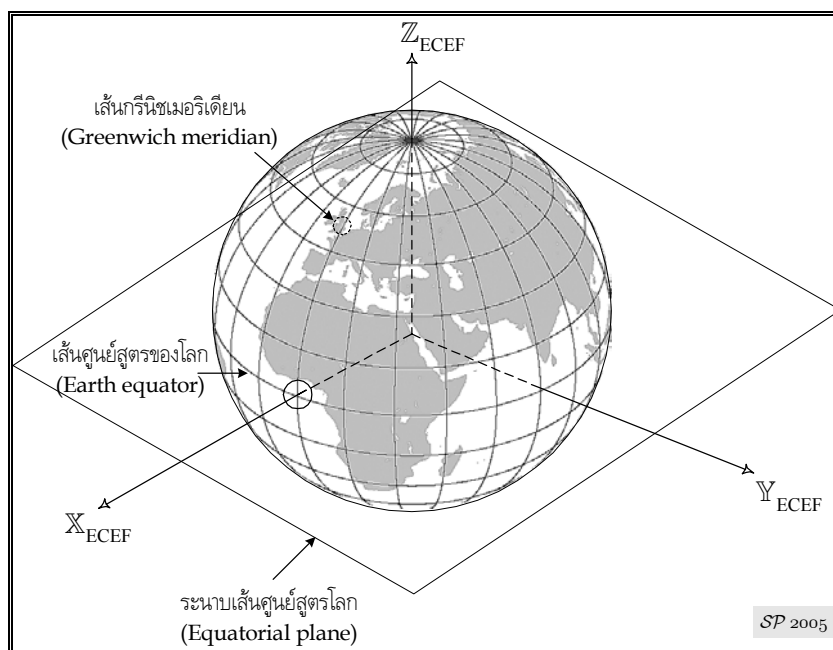 ℤECEF
เส้นกรีนิชเมอริเดียน
(Greenwich meridian)
เส้นศูนย์สูตรของโลก
(Earth equator)
𝕐ECEF
𝕏ECEF
ระนาบเส้นศูนย์สูตรโลก
(Equatorial plane)
SP 2005